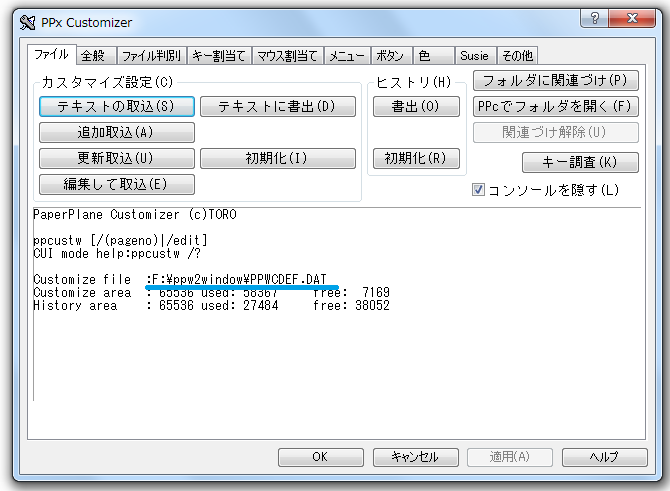 PPx Customizer
ファイル 全般 ファイル判別 キー割当て マウス割当て メニュー ボタン 色 Susie その他
カスタマイズ設定(C) ヒストリ(H) フォルダに関連づけ(P)
テキストの取込(S) テキストに書出(D) 書出(O) PPcでフォルダを開く(F)
追加取込(A) 関連づけ解除(U)
更新取込(U) 初期化(I) 初期化(R) キー調査(K)
編集して取込(E) コンソールを隠す(L)
PaperPlane Customizer (c)TORO
ppcustw [/(pageno)|/edit]
CUI mode help:ppcustw /?
Customize file :F:¥ppw2window¥PPWCDEF.DAT
Customize area : 65536 used: 58367 free: 7169
History area : 65536 used: 27484 free: 38052
OK キャンセル 適用(A) ヘルプ